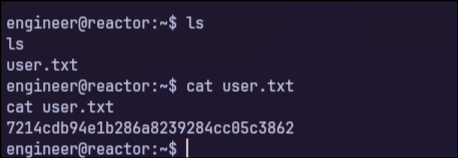 engineer@reactor:~$ ls
ls
user.txt
engineer@reactor:~$ cat user.txt
cat user.txt
7214cdb94e1b286a8239284cc05c3862
engineer@reactor:~$